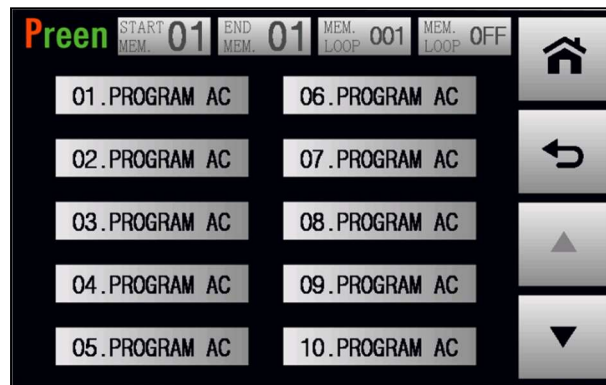 Preen START MEM. 01 END MEM. 01 MEM. LOOP 001 MEM. LOOP OFF
01.PROGRAM AC
02.PROGRAM AC
03.PROGRAM AC
04.PROGRAM AC
05.PROGRAM AC
06.PROGRAM AC
07.PROGRAM AC
08.PROGRAM AC
09.PROGRAM AC
10.PROGRAM AC